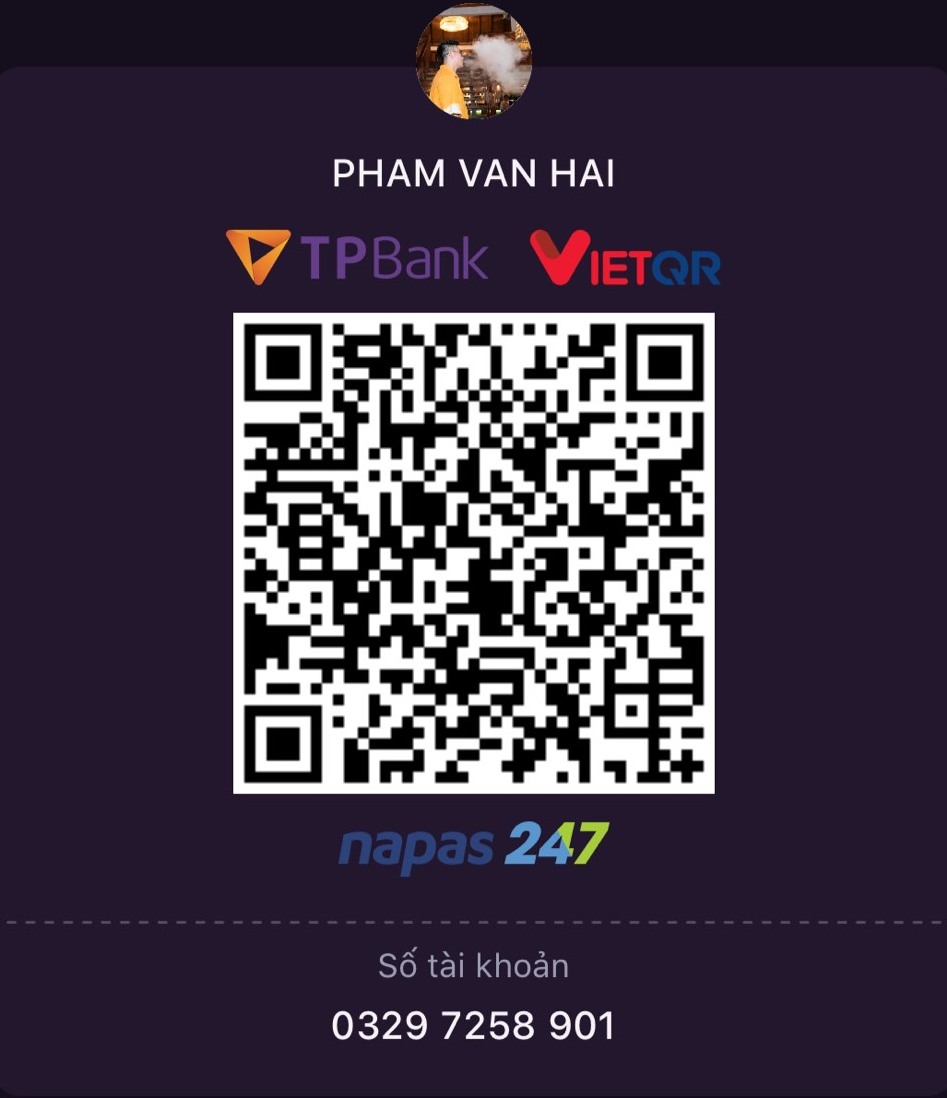 PHAM VAN HAI
TPBank VIETQR
napas 247
Số tài khoản
0329 7258 901